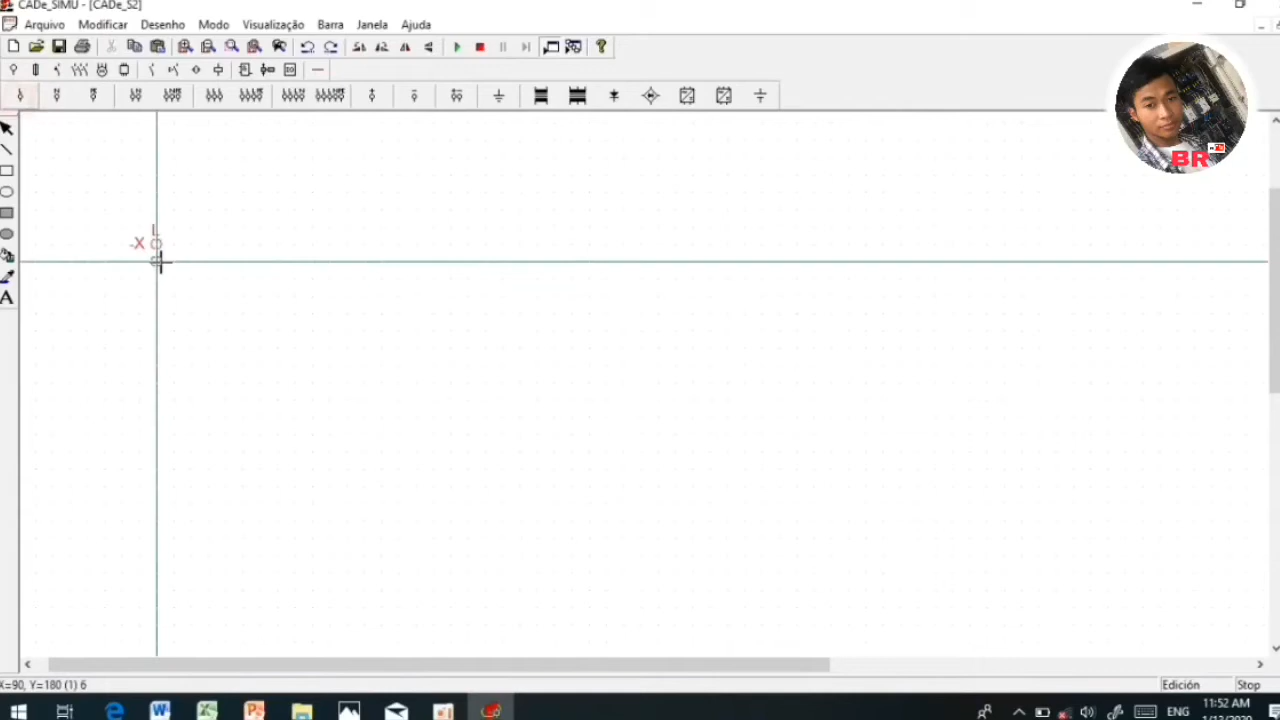 CADe_SIMU - [CADe_S2]
Arquivo Modificar Desenho Modo Visualização Barra Janela Ajuda
BR
L
-X
A
X=90, Y=180 (1) 6
Edición Stop
11:52 AM
ENG